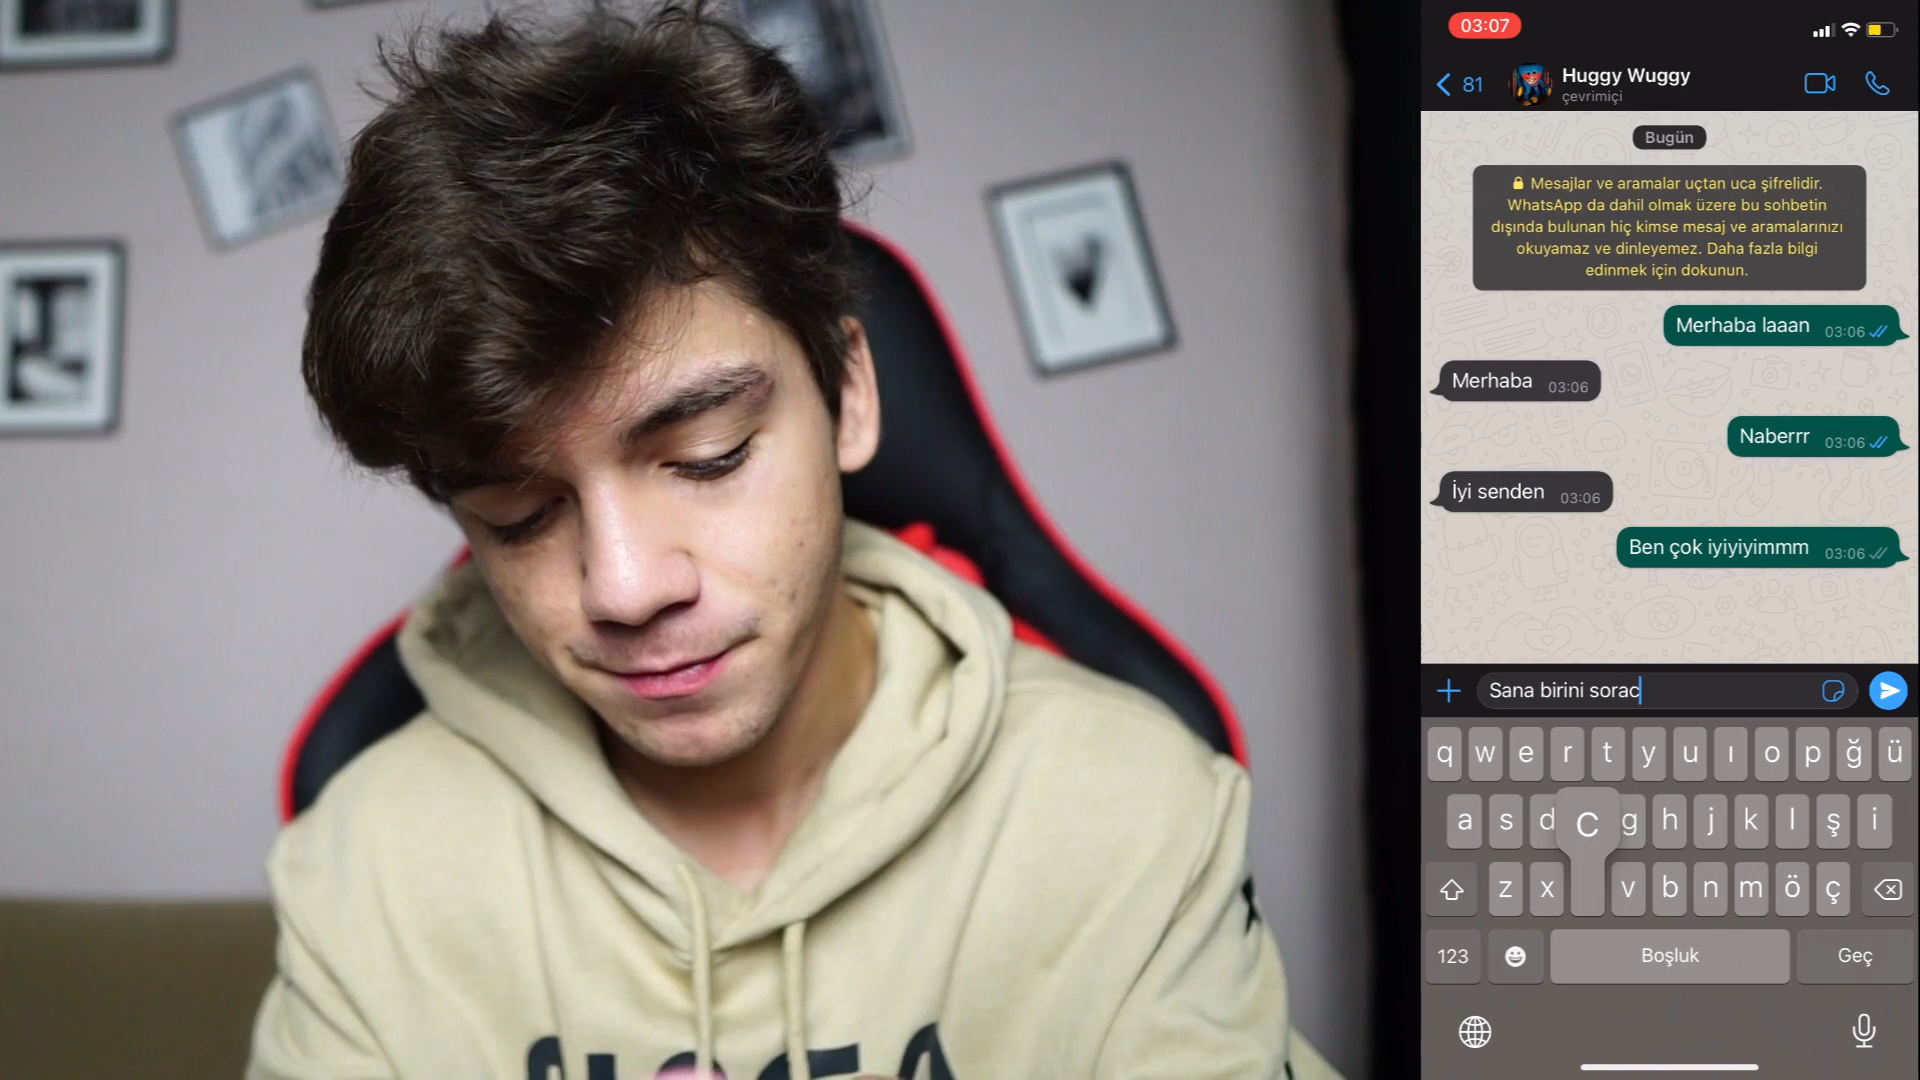 03:07
81
Huggy Wuggy
çevrimiçi
Bugün
Mesajlar ve aramalar uçtan uca şifrelidir.
WhatsApp da dahil olmak üzere bu sohbetin
dışında bulunan hiç kimse mesaj ve aramalarınızı
okuyamaz ve dinleyemez. Daha fazla bilgi
edinmek için dokunun.
Merhaba laaan 03:06
Merhaba 03:06
Naberrr 03:06
İyi senden 03:06
Ben çok iyiyiyimmm 03:06
Sana birini sorac
q w e r t y u ı o p ğ ü
a s d C g h j k l ş i
z x v b n m ö ç
123 Boşluk Geç